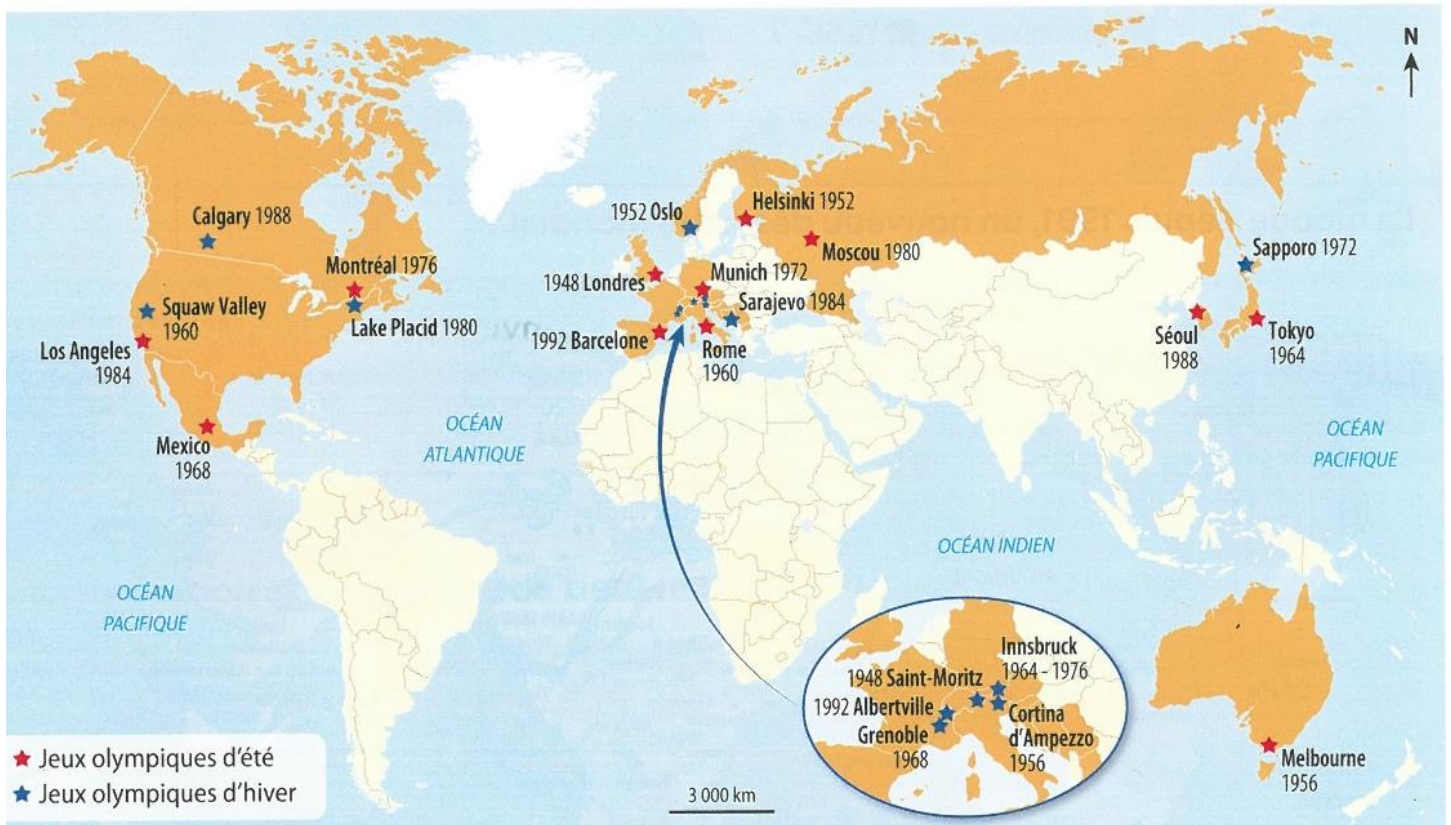 N
Calgary 1988
Montréal 1976
Squaw Valley
1960
Lake Placid 1980
Los Angeles
1984
Mexico
1968
1952 Oslo
Helsinki 1952
Moscou 1980
1948 Londres
Munich 1972
Sarajevo 1984
1992 Barcelone
Rome
1960
Sapporo 1972
Séoul
1988
Tokyo
1964
OCÉAN
ATLANTIQUE
OCÉAN
PACIFIQUE
OCÉAN INDIEN
OCÉAN
PACIFIQUE
Innsbruck
1964 - 1976
1948 Saint-Moritz
1992 Albertville
Grenoble
1968
Cortina
d'Ampezzo
1956
Melbourne
1956
Jeux olympiques d'été
Jeux olympiques d'hiver
3 000 km